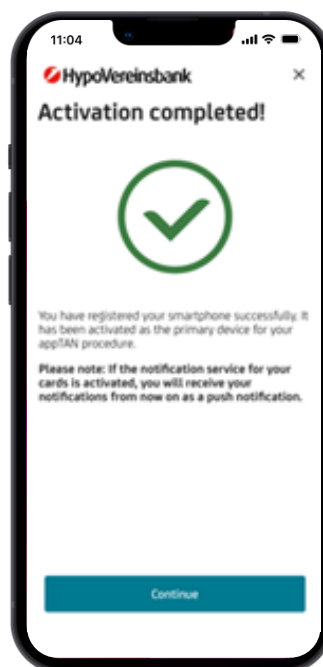 11:04
HypoVereinsbank
Activation completed!
You have registered your smartphone successfully. It
has been activated as the primary device for your
appTAN procedure.
Please note: If the notification service for your
cards is activated, you will receive your
notifications from now on as a push notification.
Continue